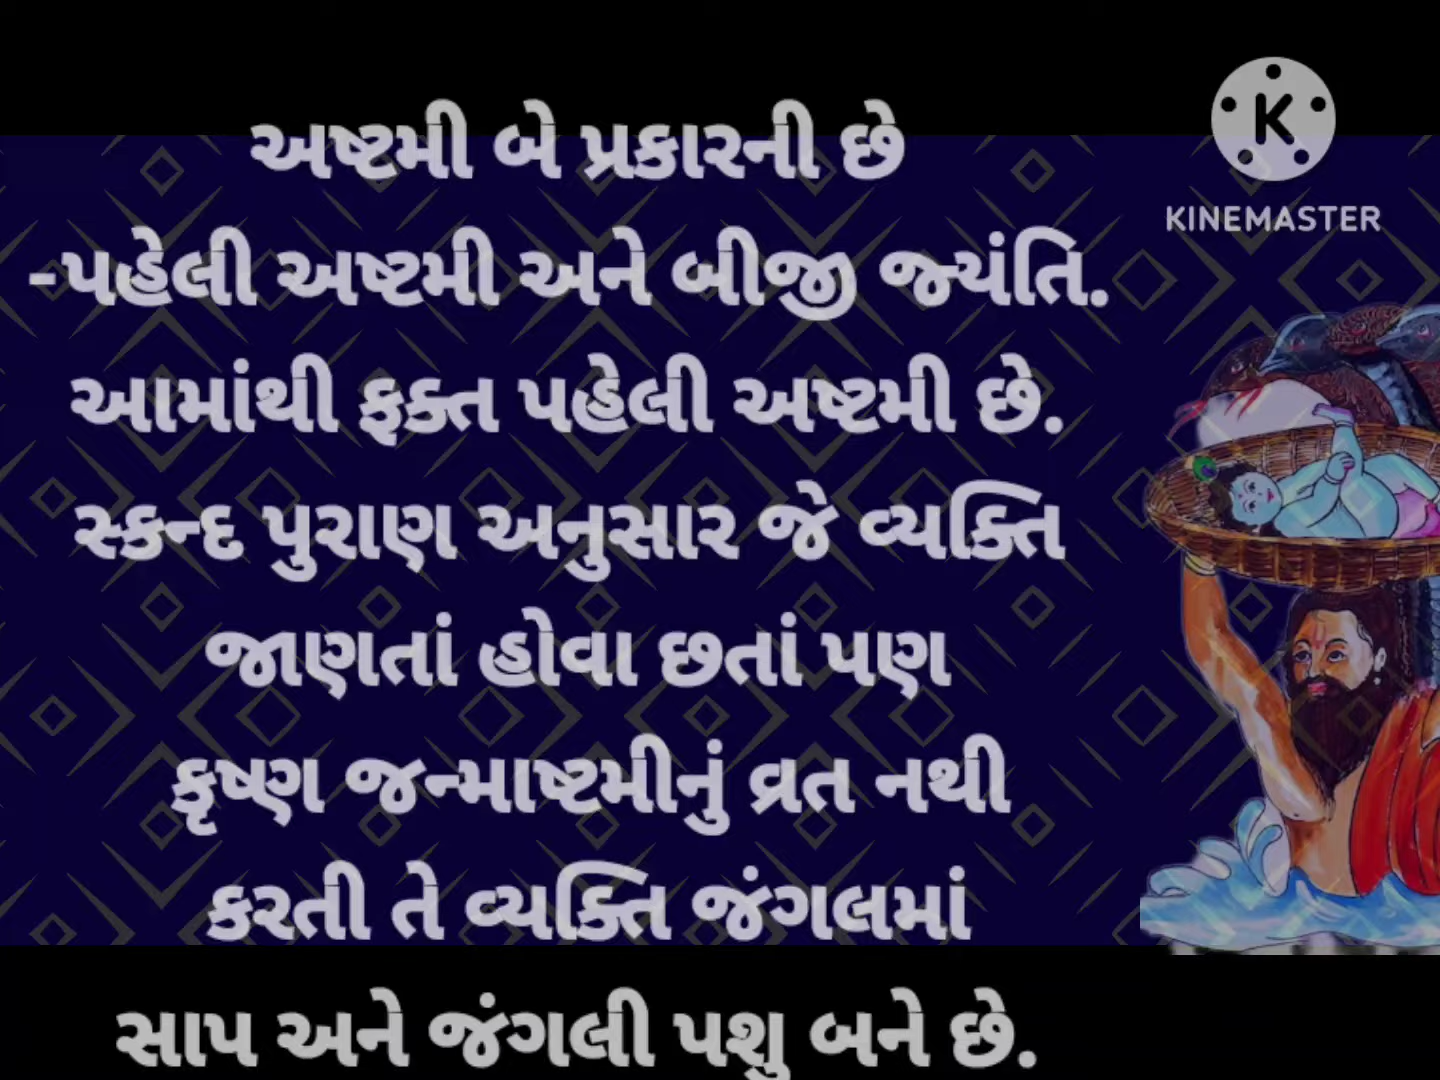 અષ્ટમી બે પ્રકારની છે
-પહેલી અષ્ટમી અને બીજી જ્યંતિ.
આમાંથી ફક્ત પહેલી અષ્ટમી છે.
સ્કન્દ પુરાણ અનુસાર જે વ્યક્તિ
જાણતાં હોવા છતાં પણ
કૃષ્ણ જન્માષ્ટમીનું વ્રત નથી
કરતી તે વ્યક્તિ જંગલમાં
સાપ અને જંગલી પશુ બને છે.
K
KINEMASTER